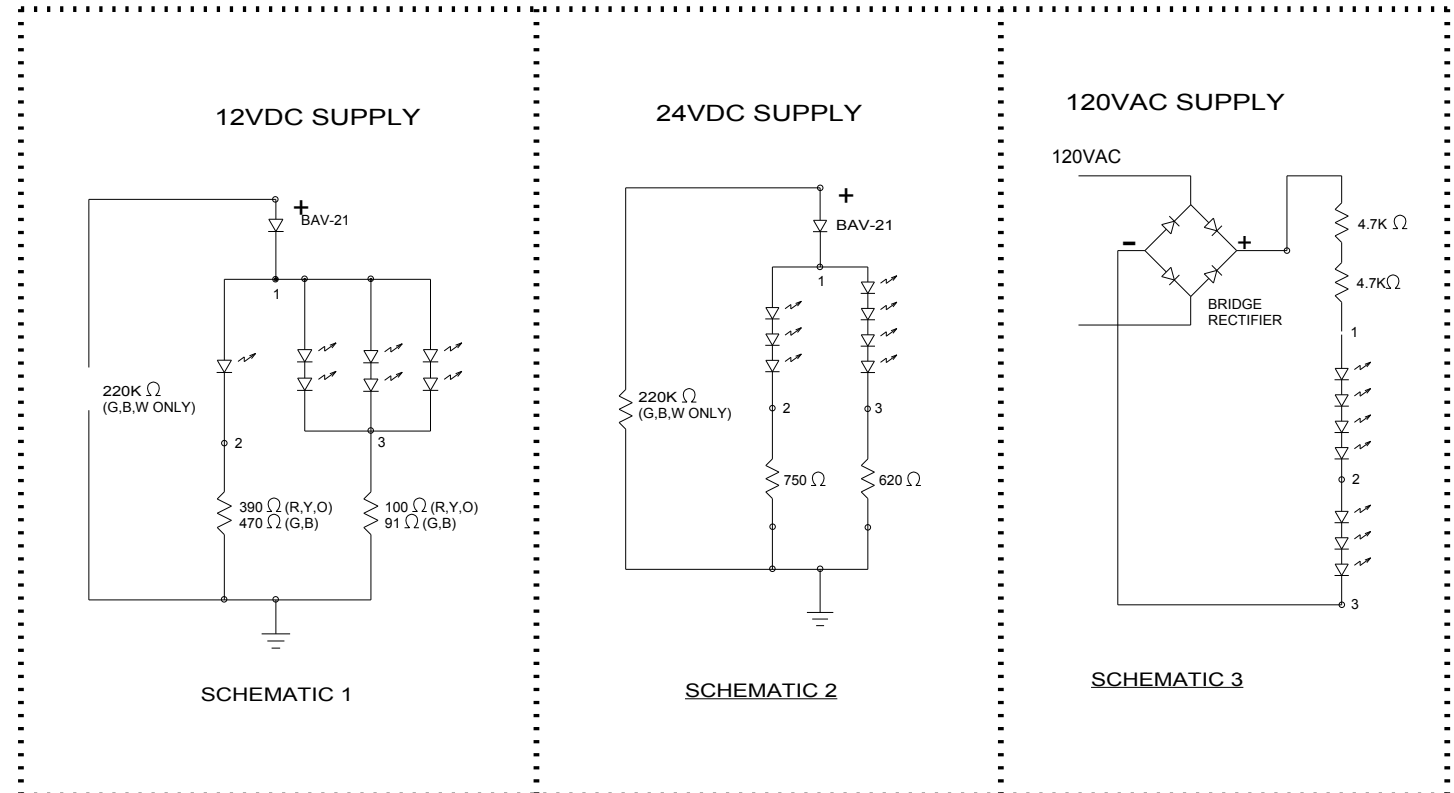 12VDC SUPPLY
+
BAV-21
1
220K Ω
(G,B,W ONLY)
2
3
390 Ω (R,Y,O)
470 Ω (G,B)
100 Ω (R,Y,O)
91 Ω (G,B)
SCHEMATIC 1
24VDC SUPPLY
+
BAV-21
1
220K Ω
(G,B,W ONLY)
2
3
750 Ω
620 Ω
SCHEMATIC 2
120VAC SUPPLY
120VAC
-
+
BRIDGE
RECTIFIER
4.7K Ω
4.7KΩ
1
2
3
SCHEMATIC 3